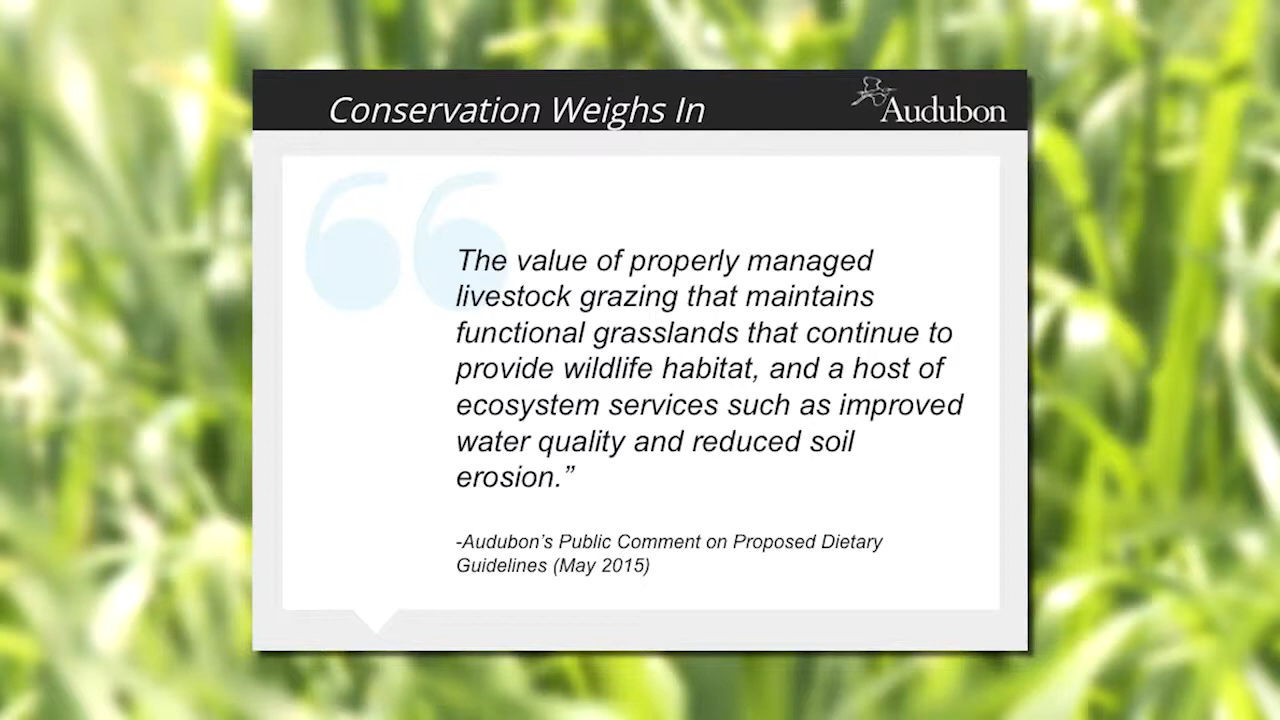 Conservation Weighs In
Audubon
The value of properly managed
livestock grazing that maintains
functional grasslands that continue to
provide wildlife habitat, and a host of
ecosystem services such as improved
water quality and reduced soil
erosion.”
-Audubon’s Public Comment on Proposed Dietary
Guidelines (May 2015)